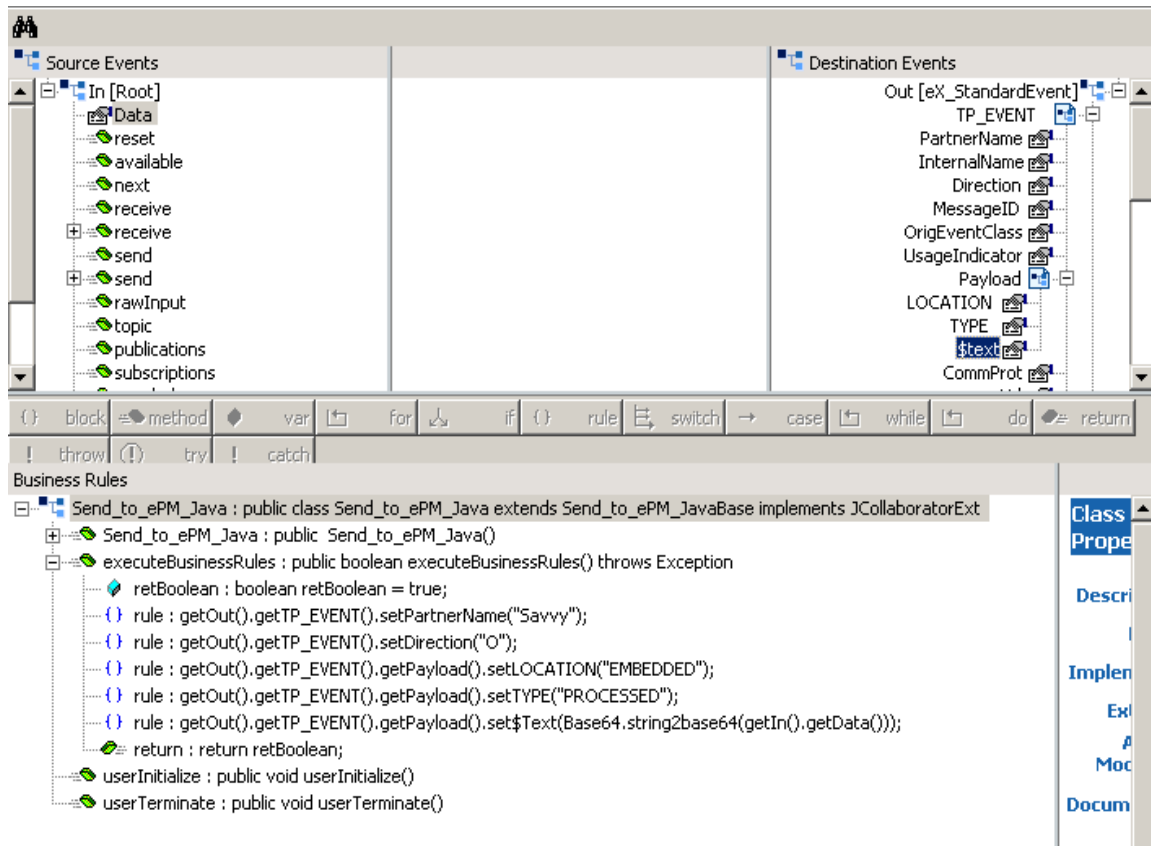 Source Events
Destination Events
In [Root]
Data
reset
available
next
receive
receive
send
send
rawInput
topic
publications
subscriptions
Out [eX_StandardEvent]
TP_EVENT
PartnerName
InternalName
Direction
MessageID
OrigEventClass
UsageIndicator
Payload
LOCATION
TYPE
$text
CommProt
{} block method var for if {} rule switch case while do return
! throw (!) try ! catch
Business Rules
Send_to_ePM_Java : public class Send_to_ePM_Java extends Send_to_ePM_JavaBase implements JCollaboratorExt
Send_to_ePM_Java : public Send_to_ePM_Java()
executeBusinessRules : public boolean executeBusinessRules() throws Exception
retBoolean : boolean retBoolean = true;
{} rule : getOut().getTP_EVENT().setPartnerName("Savvy");
{} rule : getOut().getTP_EVENT().setDirection("O");
{} rule : getOut().getTP_EVENT().getPayload().setLOCATION("EMBEDDED");
{} rule : getOut().getTP_EVENT().getPayload().setTYPE("PROCESSED");
{} rule : getOut().getTP_EVENT().getPayload().set$Text(Base64.string2base64(getIn().getData()));
return : return retBoolean;
userInitialize : public void userInitialize()
userTerminate : public void userTerminate()
Class
Prope
Descri
Implen
Ext
Moc
Docum